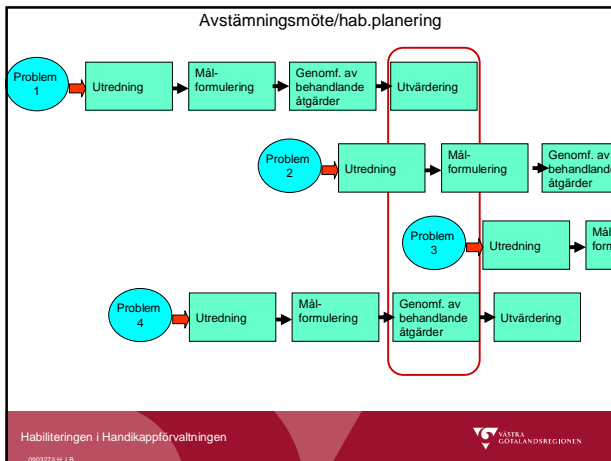 Avstämningsmöte/hab.planering
Problem
1
Utredning
Mål-
formulering
Genomf. av
behandlande
åtgärder
Utvärdering
Problem
2
Utredning
Mål-
formulering
Genomf. av
behandlande
åtgärder
Problem
3
Utredning
Mål
form
Problem
4
Utredning
Mål-
formulering
Genomf. av
behandlande
åtgärder
Utvärdering
Habiliteringen i Handikappförvaltningen
VÄSTRA
GÖTALANDSREGIONEN